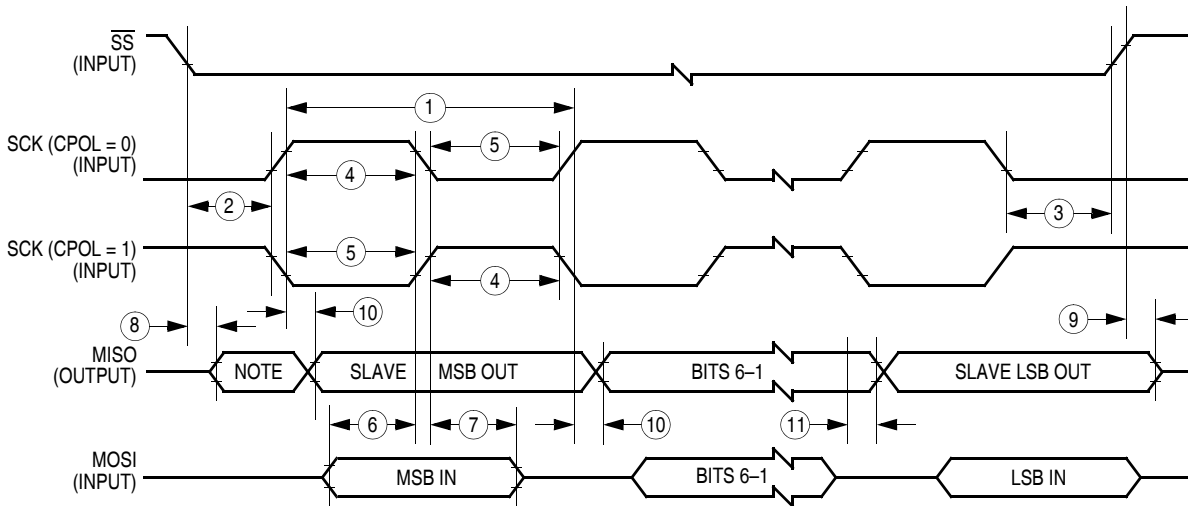 SS
(INPUT)
1
SCK (CPOL = 0)
(INPUT)
5
4
2
3
SCK (CPOL = 1)
(INPUT)
5
4
8
10
9
MISO
(OUTPUT)
NOTE
SLAVE
MSB OUT
BITS 6–1
SLAVE LSB OUT
6
7
10
11
MOSI
(INPUT)
MSB IN
BITS 6–1
LSB IN